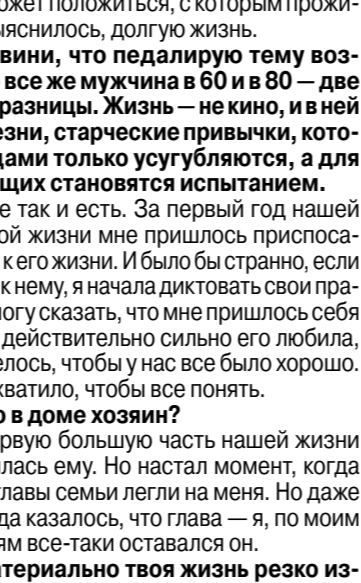 ожет положиться, с которым прожи-
ыяснилось, долгую жизнь.
вини, что педалирую тему воз-
все же мужчина в 60 и в 80 — две
разницы. Жизнь — не кино, и в ней
езни, старческие привычки, кото-
дами только усугубляются, а для
щих становятся испытанием.
е так и есть. За первый год нашей
ой жизни мне пришлось приспоса-
к его жизни. И было бы странно, если
к нему, я начала диктовать свои пра-
огу сказать, что мне пришлось себя
действительно сильно его любила,
елось, чтобы у нас все было хорошо.
хватило, чтобы все понять.
о в доме хозяин?
рвую большую часть нашей жизни
лась ему. Но настал момент, когда
главы семьи легли на меня. Но даже
да казалось, что глава — я, по моим
ям все-таки оставался он.
атериально твоя жизнь резко из-